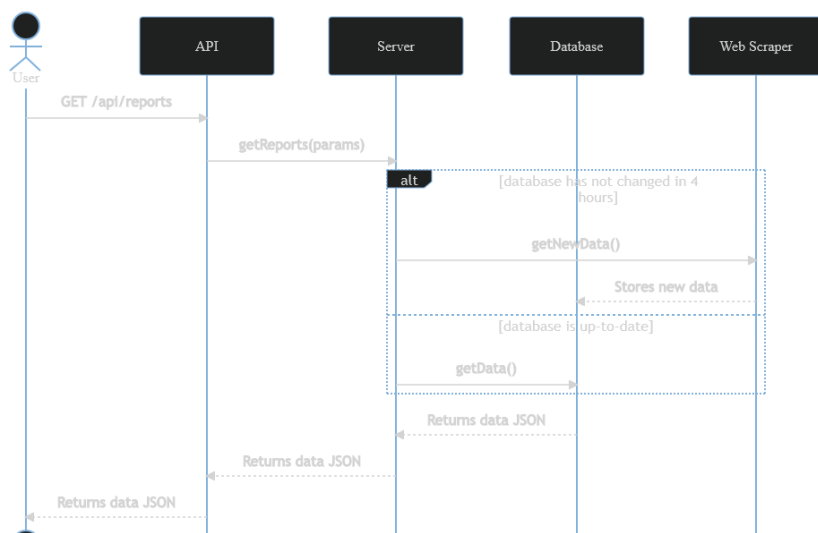 API
Server
Database
Web Scraper
User
GET /api/reports
getReports(params)
alt
[database has not changed in 4
hours]
getNewData()
Stores new data
[database is up-to-date]
getData()
Returns data JSON
Returns data JSON
Returns data JSON